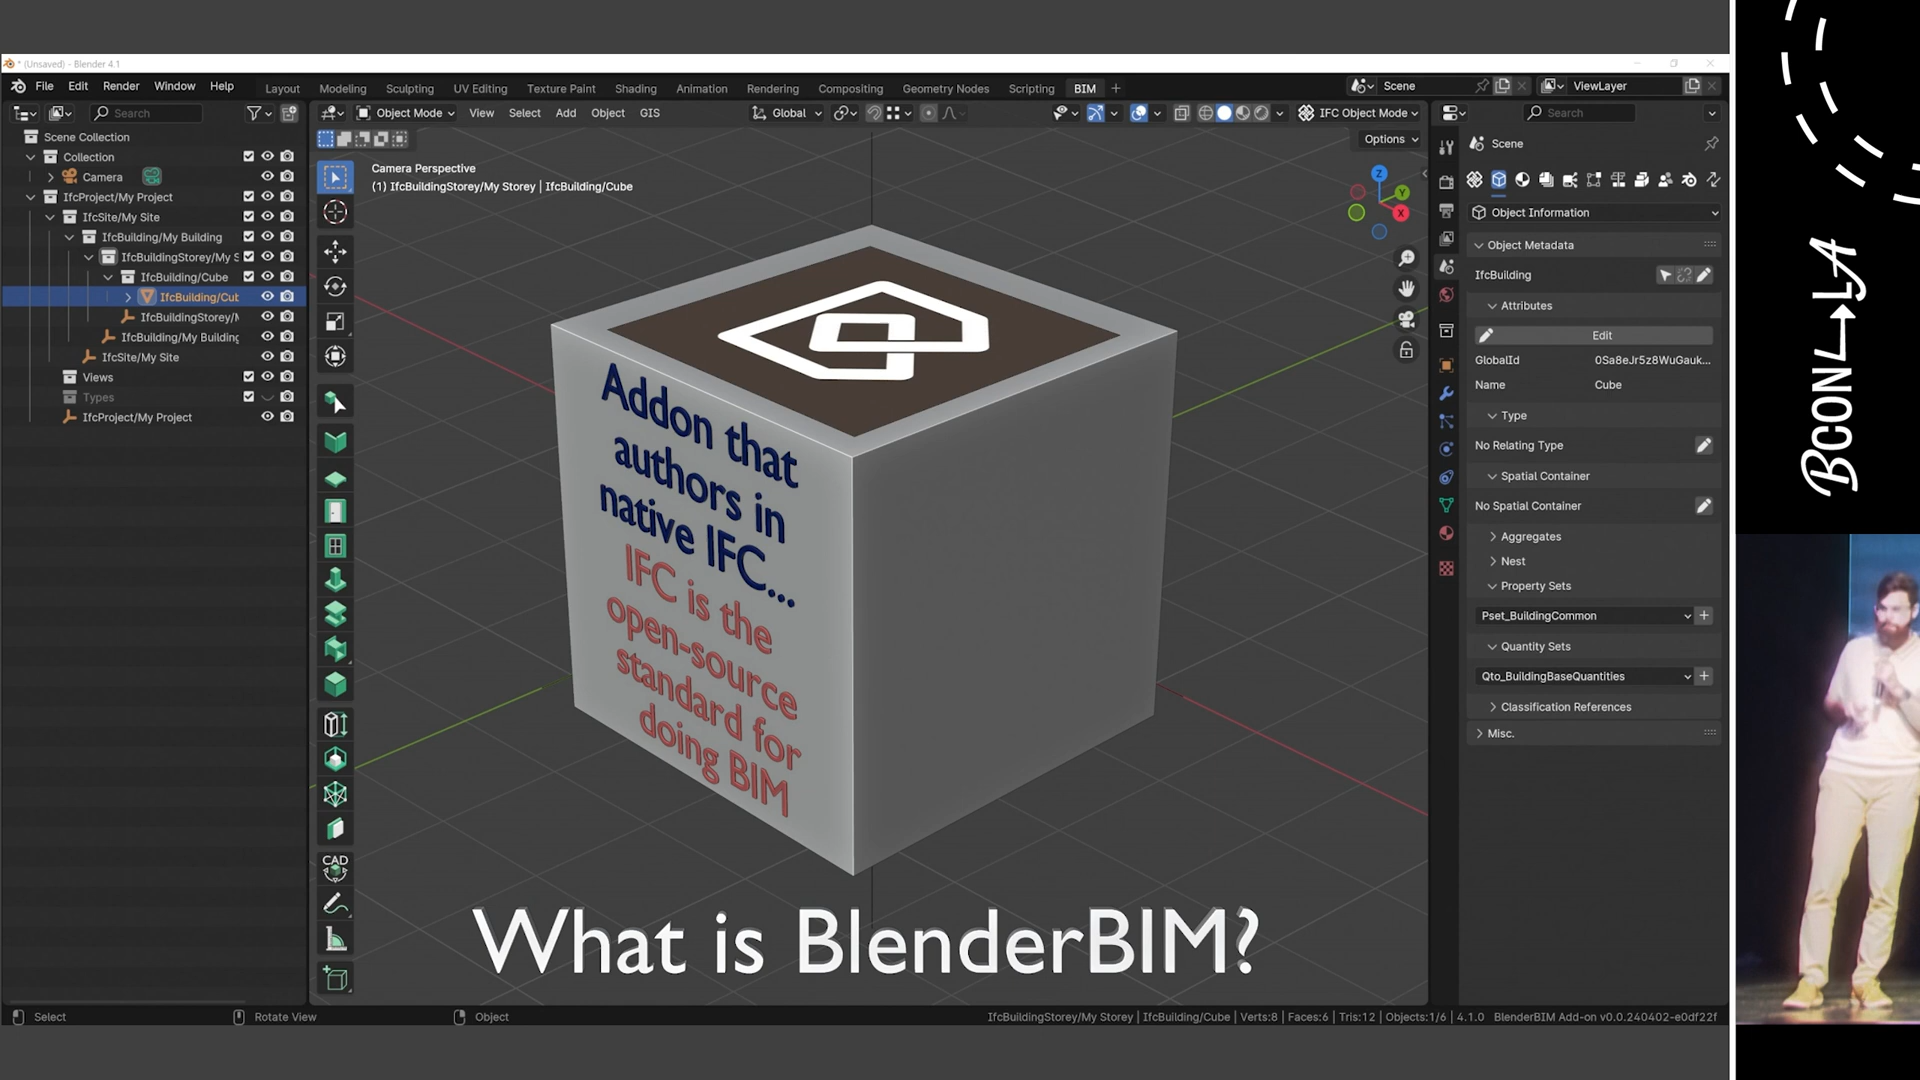 * (Unsaved) - Blender 4.1
File Edit Render Window Help
Layout Modeling Sculpting UV Editing Texture Paint Shading Animation Rendering Compositing Geometry Nodes Scripting BIM +
Scene
ViewLayer
Search
Object Mode View Select Add Object GIS
Global
IFC Object Mode
Search
Options
Scene Collection
Collection
Camera
IfcProject/My Project
IfcSite/My Site
IfcBuilding/My Building
IfcBuildingStorey/My S
IfcBuilding/Cube
IfcBuilding/Cub
IfcBuildingStorey/M
IfcBuilding/My Building
IfcSite/My Site
Views
Types
IfcProject/My Project
Camera Perspective
(1) IfcBuildingStorey/My Storey | IfcBuilding/Cube
Z
Y
X
CAD
Addon that
authors in
native IFC...
IFC is the
open-source
standard for
doing BIM
What is BlenderBIM?
Scene
Object Information
Object Metadata
IfcBuilding
Attributes
Edit
GlobalId 0Sa8eJr5z8WuGauk...
Name Cube
Type
No Relating Type
Spatial Container
No Spatial Container
Aggregates
Nest
Property Sets
Pset_BuildingCommon
Quantity Sets
Qto_BuildingBaseQuantities
Classification References
Misc.
Select
Rotate View
Object
IfcBuildingStorey/My Storey | IfcBuilding/Cube | Verts:8 | Faces:6 | Tris:12 | Objects:1/6 | 4.1.0 BlenderBIM Add-on v0.0.240402-e0df22f
BCON LA